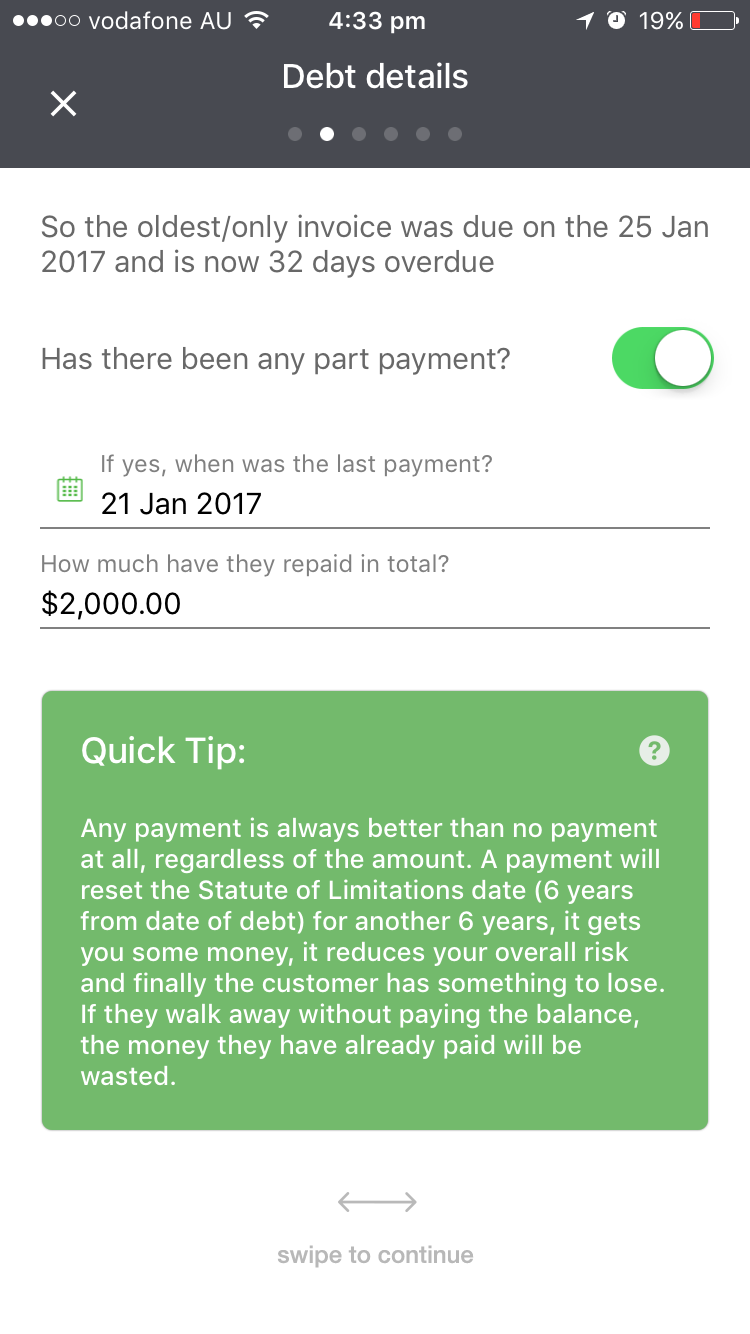 vodafone AU 4:33 pm 19%
Debt details
So the oldest/only invoice was due on the 25 Jan
2017 and is now 32 days overdue
Has there been any part payment?
If yes, when was the last payment?
21 Jan 2017
How much have they repaid in total?
$2,000.00
Quick Tip:
?
Any payment is always better than no payment
at all, regardless of the amount. A payment will
reset the Statute of Limitations date (6 years
from date of debt) for another 6 years, it gets
you some money, it reduces your overall risk
and finally the customer has something to lose.
If they walk away without paying the balance,
the money they have already paid will be
wasted.
swipe to continue